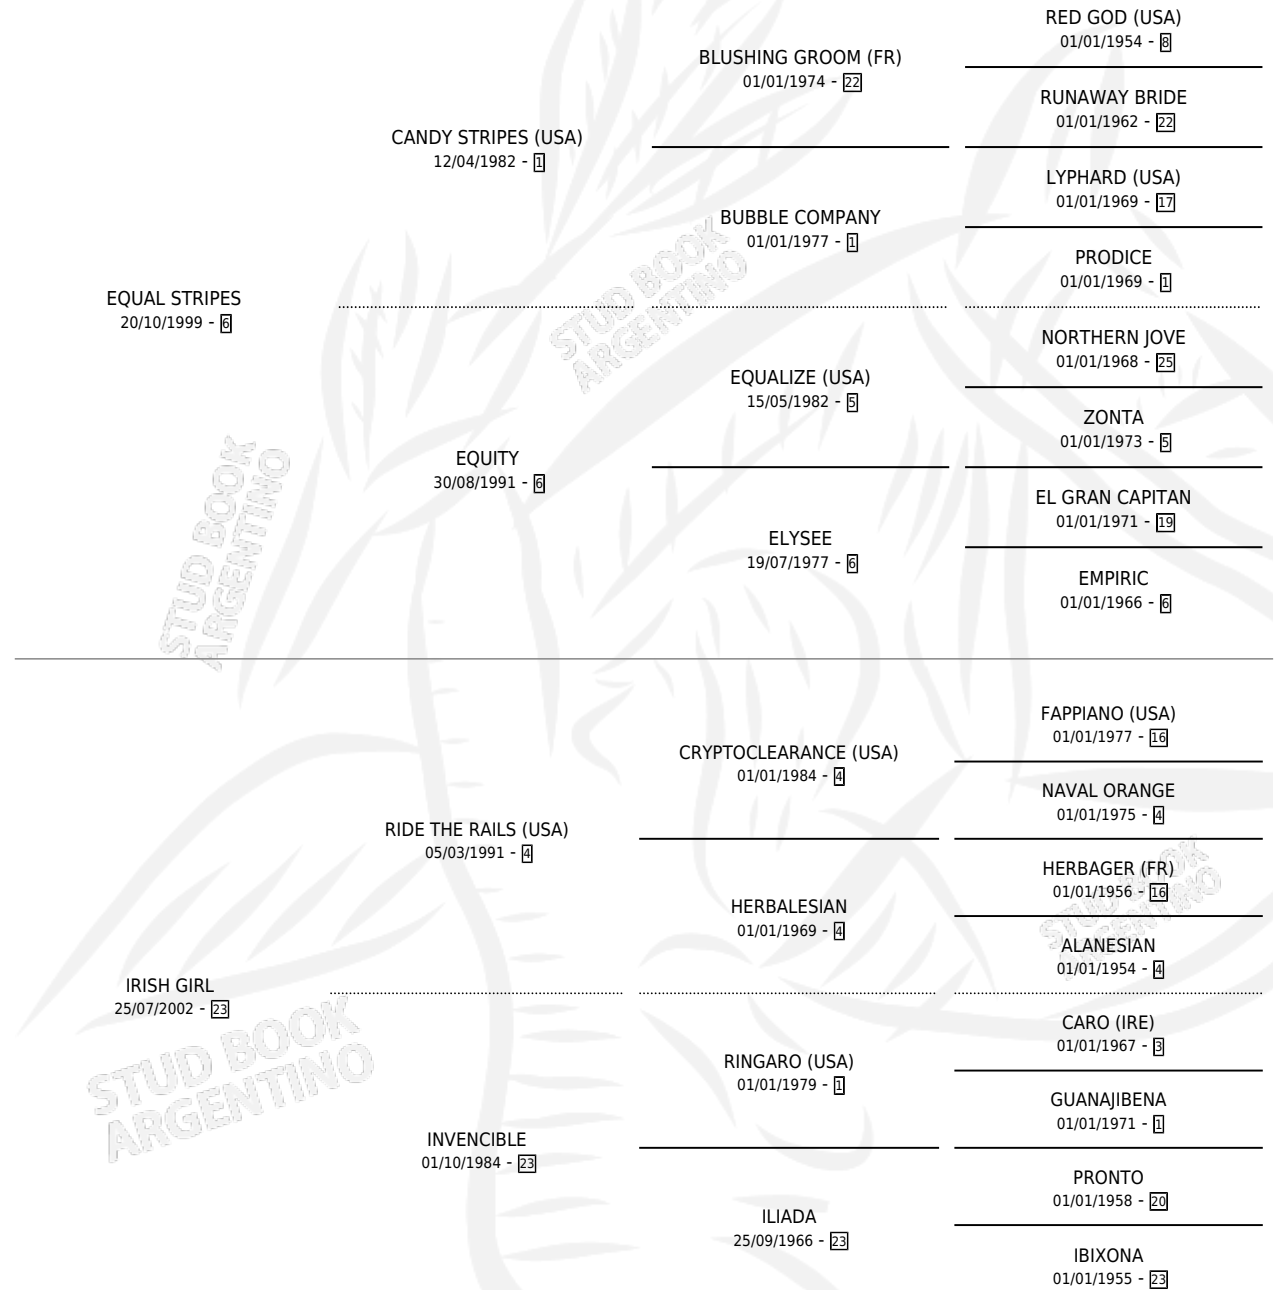 RED GOD (USA)
01/01/1954 - 8
BLUSHING GROOM (FR)
01/01/1974 - 22
RUNAWAY BRIDE
01/01/1962 - 22
CANDY STRIPES (USA)
12/04/1982 - 1
LYPHARD (USA)
01/01/1969 - 17
BUBBLE COMPANY
01/01/1977 - 1
PRODICE
01/01/1969 - 1
EQUAL STRIPES
20/10/1999 - 6
STUD BOOK
ARGENTINO
NORTHERN JOVE
01/01/1968 - 25
EQUALIZE (USA)
15/05/1982 - 5
ZONTA
01/01/1973 - 5
EQUITY
30/08/1991 - 6
EL GRAN CAPITAN
01/01/1971 - 19
ELYSEE
19/07/1977 - 6
EMPIRIC
01/01/1966 - 6
STUD BOOK
ARGENTINO
FAPPIANO (USA)
01/01/1977 - 16
CRYPTOCLEARANCE (USA)
01/01/1984 - 4
NAVAL ORANGE
01/01/1975 - 4
RIDE THE RAILS (USA)
05/03/1991 - 4
HERBAGER (FR)
01/01/1956 - 16
HERBALESIAN
01/01/1969 - 4
STUD BOOK
ARGENTINO
ALANESIAN
01/01/1954 - 4
IRISH GIRL
25/07/2002 - 23
STUD BOOK
ARGENTINO
CARO (IRE)
01/01/1967 - 3
RINGARO (USA)
01/01/1979 - 1
GUANAJIBENA
01/01/1971 - 1
INVENCIBLE
01/10/1984 - 23
PRONTO
01/01/1958 - 20
ILIADA
25/09/1966 - 23
IBIXONA
01/01/1955 - 23